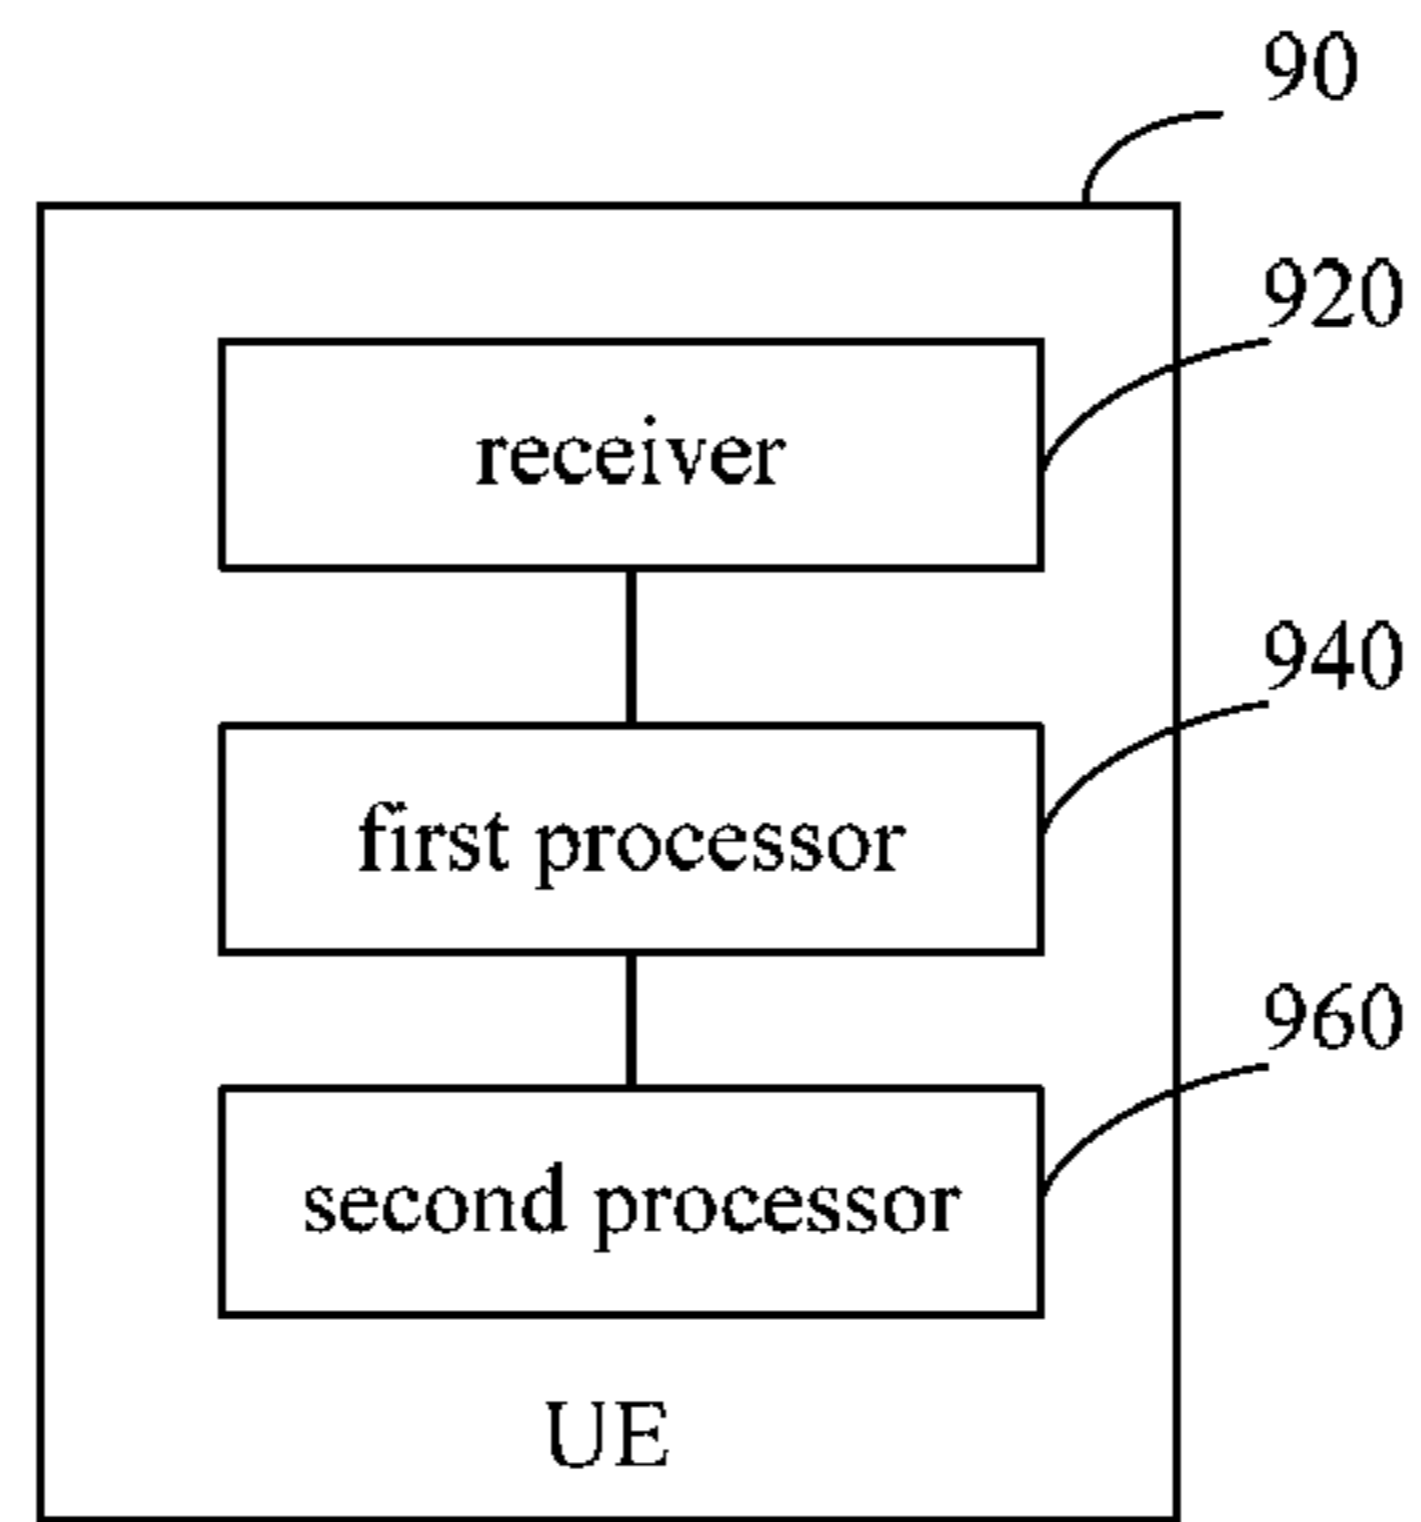 90
920
receiver
940
first processor
960
second processor
UE